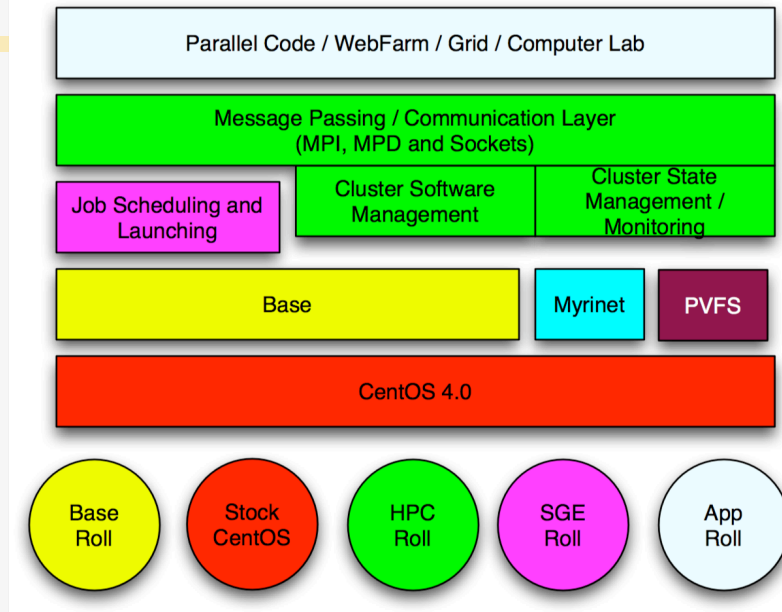 Parallel Code / WebFarm / Grid / Computer Lab
Message Passing / Communication Layer
(MPI, MPD and Sockets)
Job Scheduling and
Launching
Cluster Software
Management
Cluster State
Management /
Monitoring
Base
Myrinet
PVFS
CentOS 4.0
Base
Roll
Stock
CentOS
HPC
Roll
SGE
Roll
App
Roll